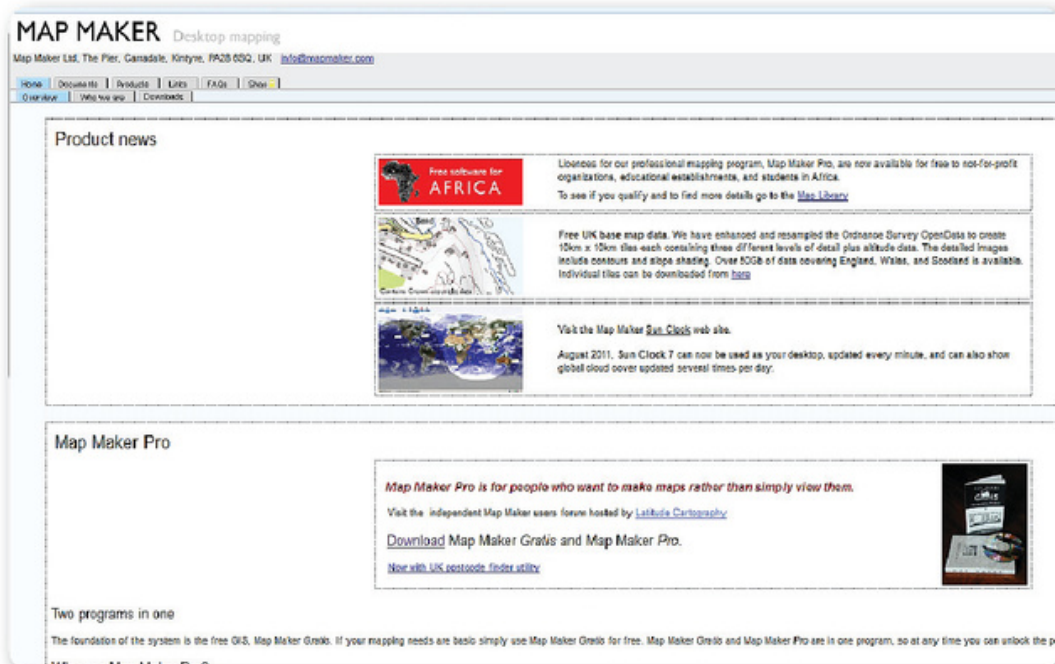 MAP MAKER Desktop mapping
Map Maker Ltd, The Pier, Carradale, Kintyre, PA28 6SQ, UK info@mapmaker.com
Home Documents Products Links FAQs Shop
Overview Who we are Downloads
Product news
Free software for
AFRICA
Licences for our professional mapping program, Map Maker Pro, are now available for free to not-for-profit
organizations, educational establishments, and students in Africa.
To see if you qualify and to find more details go to the Map Library
Free UK base map data. We have enhanced and resampled the Ordnance Survey OpenData to create
10km x 10km tiles each containing three different levels of detail plus altitude data. The detailed images
include contours and slope shading. Over 50Gb of data covering England, Wales, and Scotland is available.
Individual tiles can be downloaded from here
Visit the Map Maker Sun Clock web site.
August 2011, Sun Clock 7 can now be used as your desktop, updated every minute, and can also show
global cloud cover updated several times per day.
Map Maker Pro
Map Maker Pro is for people who want to make maps rather than simply view them.
Visit the independent Map Maker users forum hosted by Latitude Cartography
Download Map Maker Gratis and Map Maker Pro.
Now with UK postcode finder utility
Two programs in one
The foundation of the system is the free GIS, Map Maker Gratis. If your mapping needs are basic simply use Map Maker Gratis for free. Map Maker Gratis and Map Maker Pro are in one program, so at any time you can unlock the